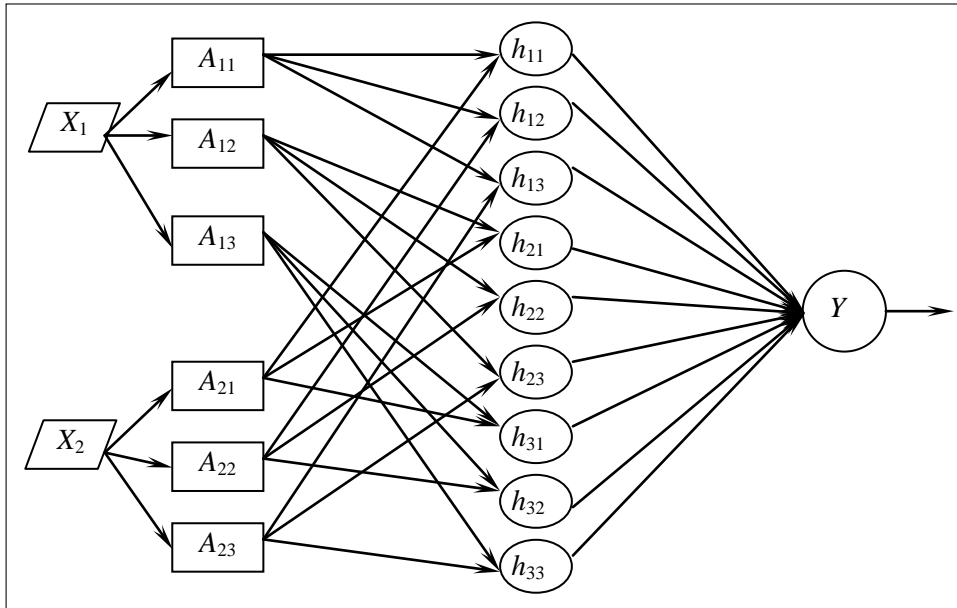 X₁
A₁₁
A₁₂
A₁₃
X₂
A₂₁
A₂₂
A₂₃
h₁₁
h₁₂
h₁₃
h₂₁
h₂₂
h₂₃
h₃₁
h₃₂
h₃₃
Y